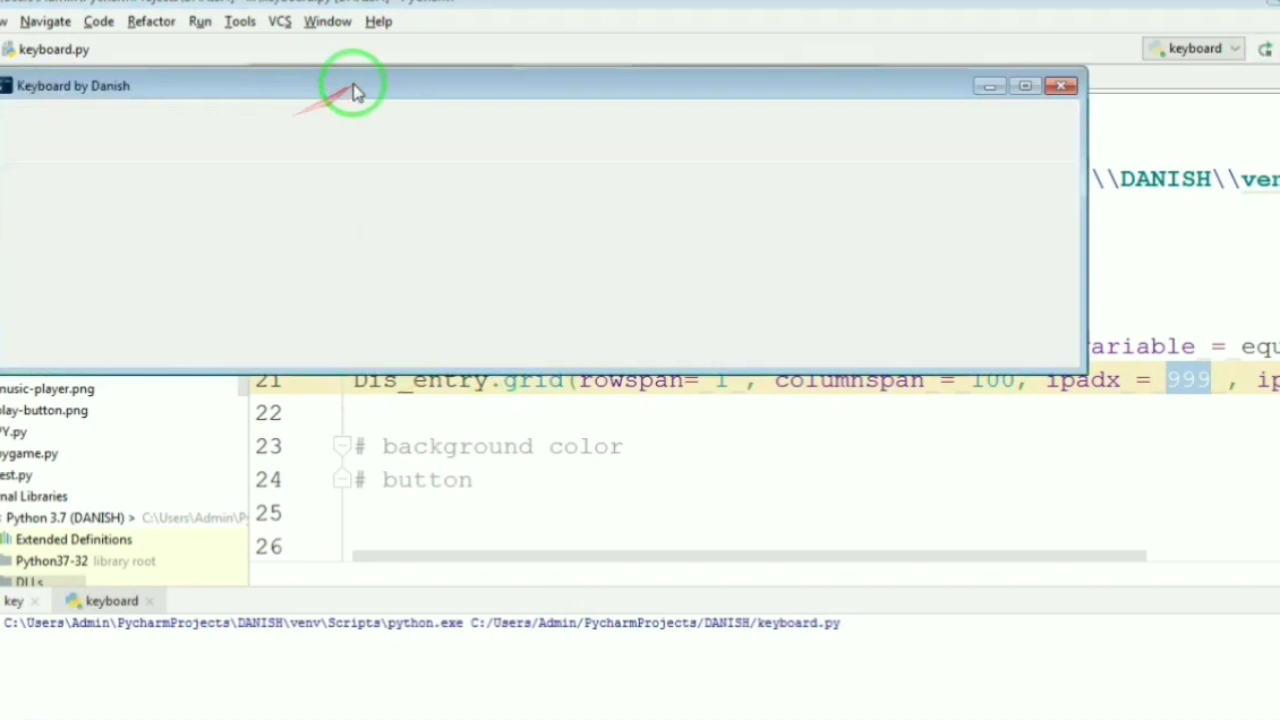 Navigate Code Refactor Run Tools VCS Window Help
keyboard.py
keyboard
Keyboard by Danish
\\DANISH\\ven
ariable = equ
21 Dis_entry.grid(rowspan= 1 , columnspan = 100, ipadx = 999 , ip
22
23 # background color
24 # button
25
26
music-player.png
lay-button.png
Y.py
ygame.py
est.py
nal Libraries
Python 3.7 (DANISH) > C:\Users\Admin\P
Extended Definitions
Python37-32 library root
DLLs
key
keyboard
C:\Users\Admin\PycharmProjects\DANISH\venv\Scripts\python.exe C:/Users/Admin/PycharmProjects/DANISH/keyboard.py